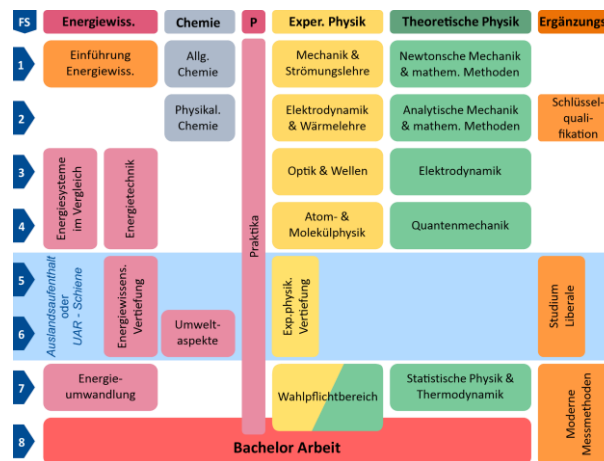 FS
Energiewiss.
Chemie
P
Exper. Physik
Theoretische Physik
Ergänzungs
1
Einführung
Energiewiss.
Allg.
Chemie
Mechanik &
Strömungslehre
Newtonsche Mechanik
& mathem. Methoden
2
Physikal.
Chemie
Elektrodynamik
& Wärmelehre
Analytische Mechanik
& mathem. Methoden
Schlüssel-
quali-
fikation
3
Energiesysteme
im Vergleich
Energietechnik
Praktika
Optik & Wellen
Elektrodynamik
4
Atom- &
Molekülphysik
Quantenmechanik
5
Auslandsaufenthalt
oder
UAR - Schiene
Energiewissens.
Vertiefung
Exp.physik.
Vertiefung
Studium
Liberale
6
Umwelt-
aspekte
7
Energie-
umwandlung
Wahlpflichtbereich
Statistische Physik &
Thermodynamik
Moderne
Messmethoden
8
Bachelor Arbeit